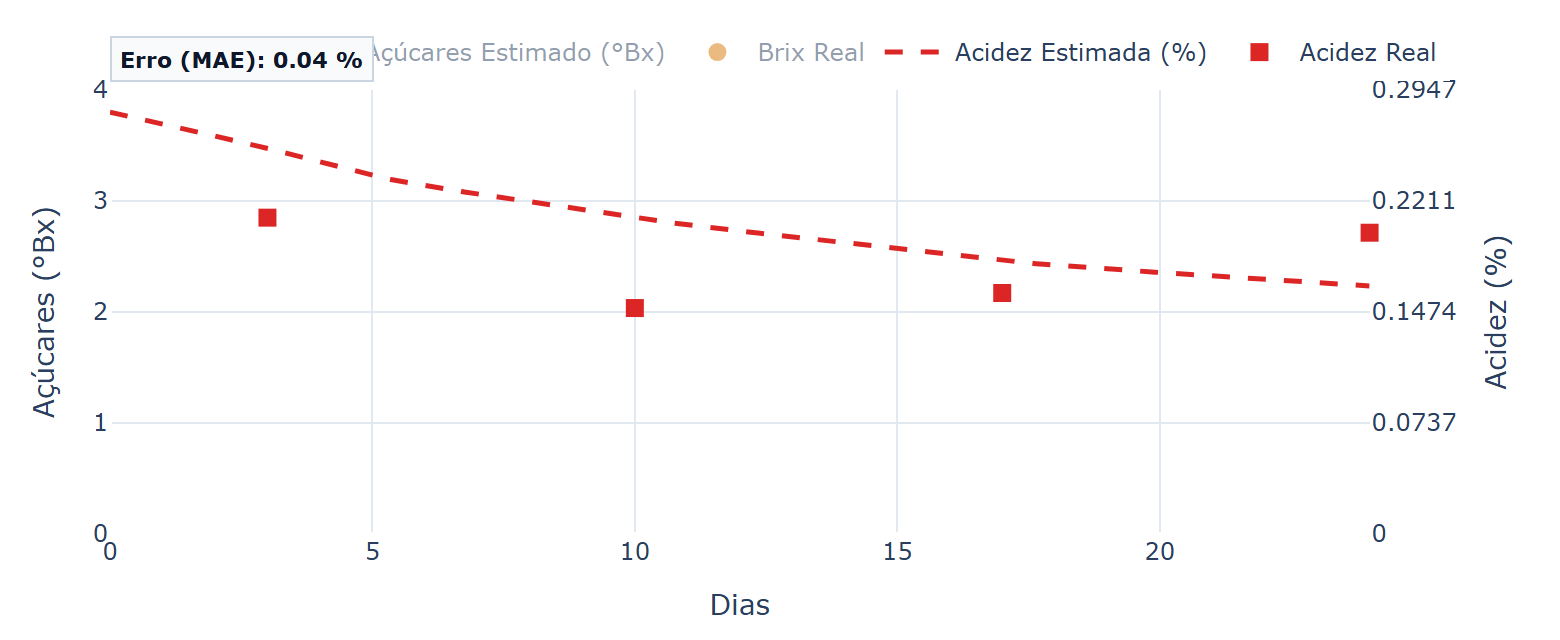 Erro (MAE): 0.04 %
Açúcares Estimado (°Bx) Brix Real Acidez Estimada (%) Acidez Real
4 0.2947
3 0.2211
2 0.1474
1 0.0737
0 0
Açúcares (°Bx)
Acidez (%)
0 5 10 15 20
Dias